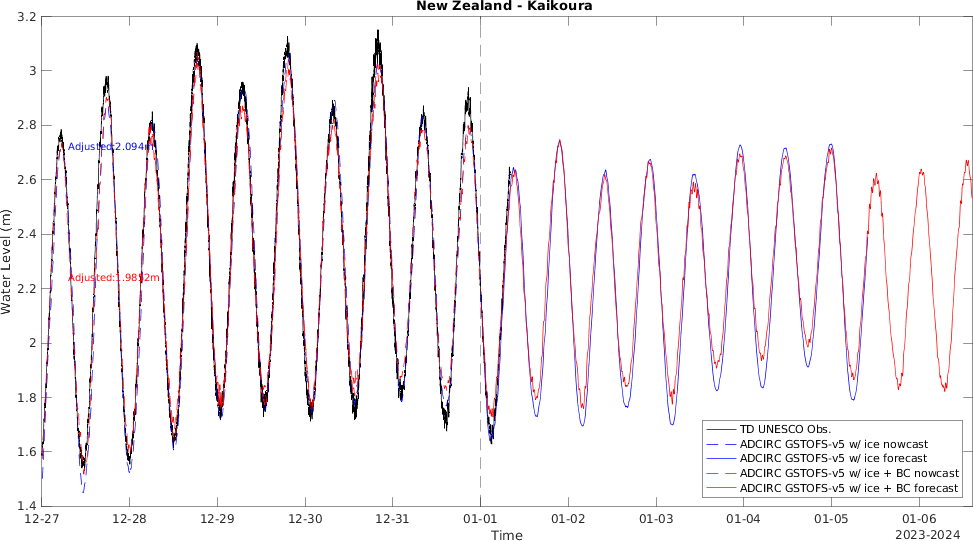 New Zealand - Kaikoura
3.2
3
2.8
2.6
2.4
2.2
2
1.8
1.6
1.4
Water Level (m)
Adjusted:2.094m
Adjusted:1.9852m
TD UNESCO Obs.
ADCIRC GSTOFS-v5 w/ ice nowcast
ADCIRC GSTOFS-v5 w/ ice forecast
ADCIRC GSTOFS-v5 w/ ice + BC nowcast
ADCIRC GSTOFS-v5 w/ ice + BC forecast
12-27 12-28 12-29 12-30 12-31 01-01 01-02 01-03 01-04 01-05 01-06
Time
2023-2024